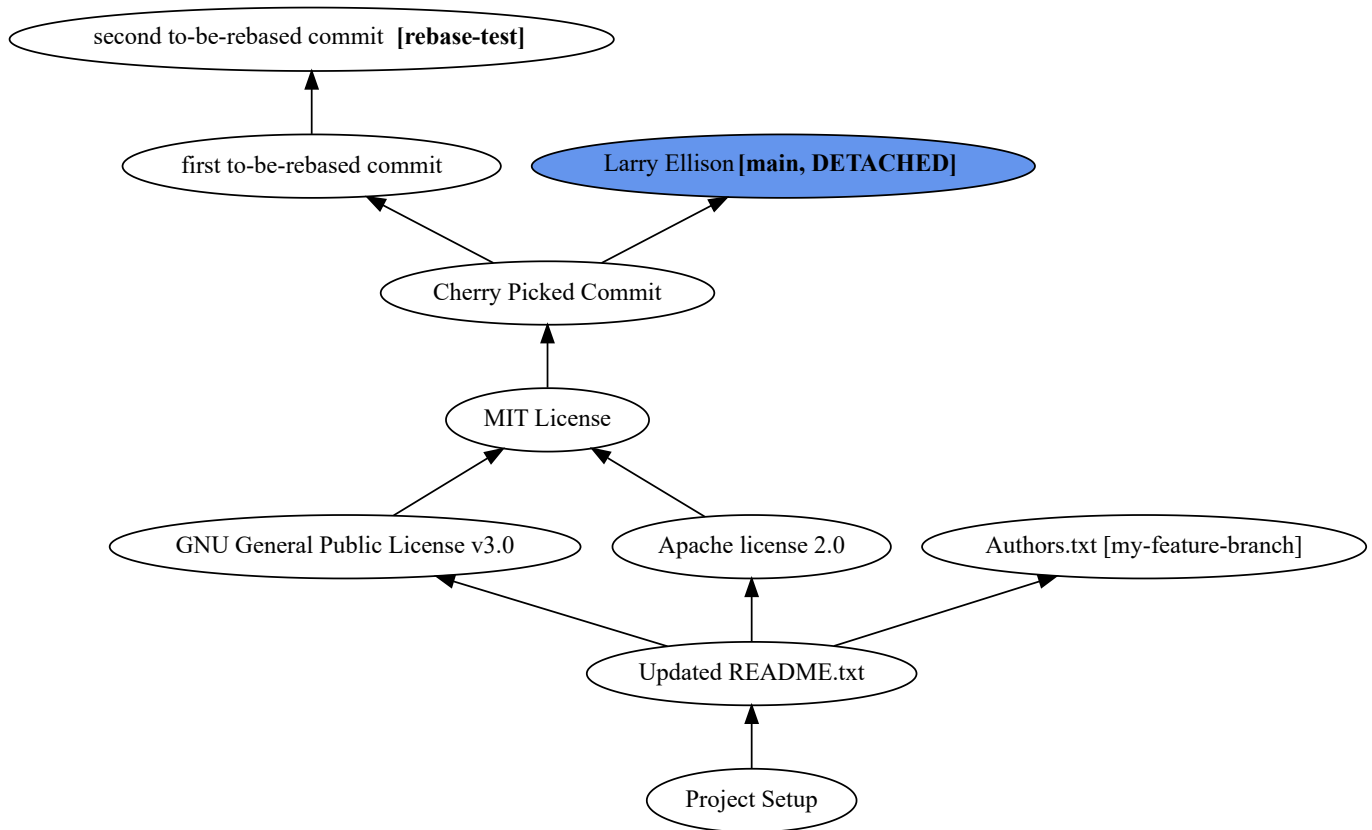 second to-be-rebased commit [rebase-test]
first to-be-rebased commit
Larry Ellison [main, DETACHED]
Cherry Picked Commit
MIT License
GNU General Public License v3.0
Apache license 2.0
Authors.txt [my-feature-branch]
Updated README.txt
Project Setup